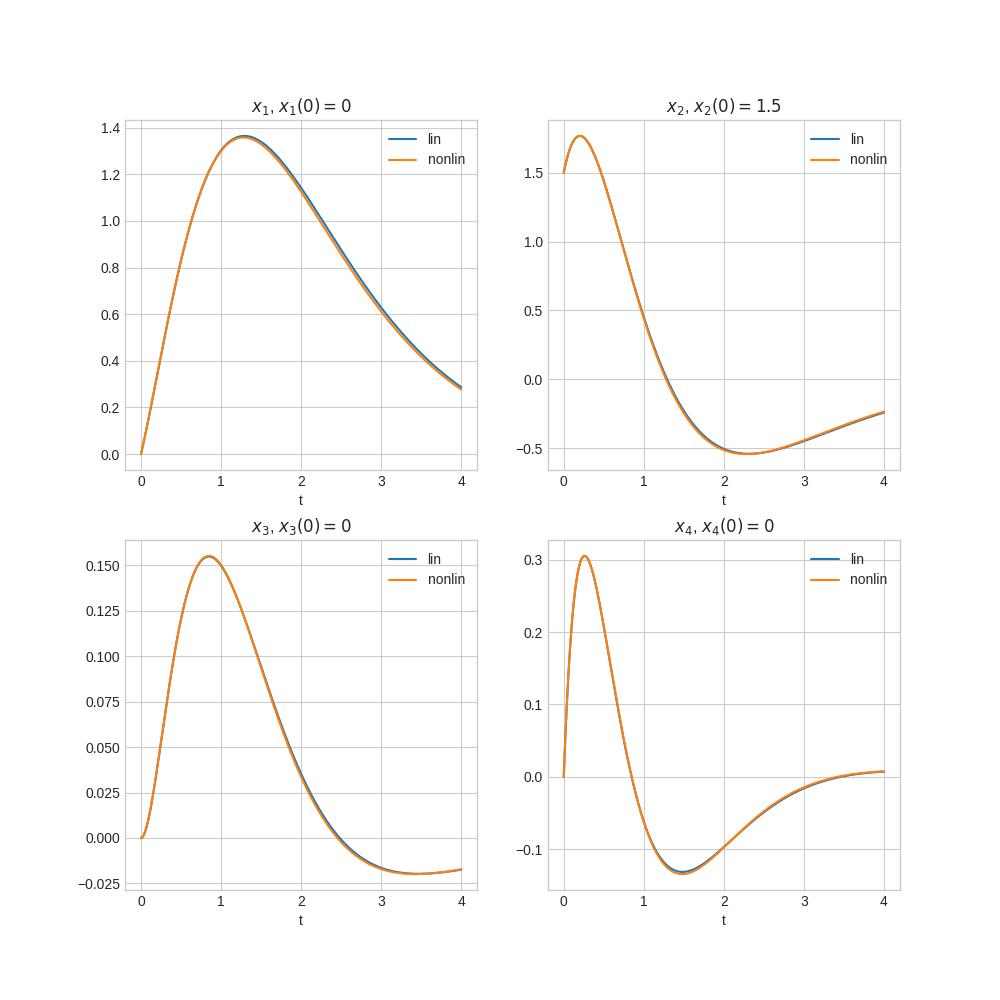 x₁, x₁(0) = 0
lin
nonlin
1.4
1.2
1.0
0.8
0.6
0.4
0.2
0.0
0 1 2 3 4
t
x₂, x₂(0) = 1.5
lin
nonlin
1.5
1.0
0.5
0.0
−0.5
0 1 2 3 4
t
x₃, x₃(0) = 0
lin
nonlin
0.150
0.125
0.100
0.075
0.050
0.025
0.000
−0.025
0 1 2 3 4
t
x₄, x₄(0) = 0
lin
nonlin
0.3
0.2
0.1
0.0
−0.1
0 1 2 3 4
t